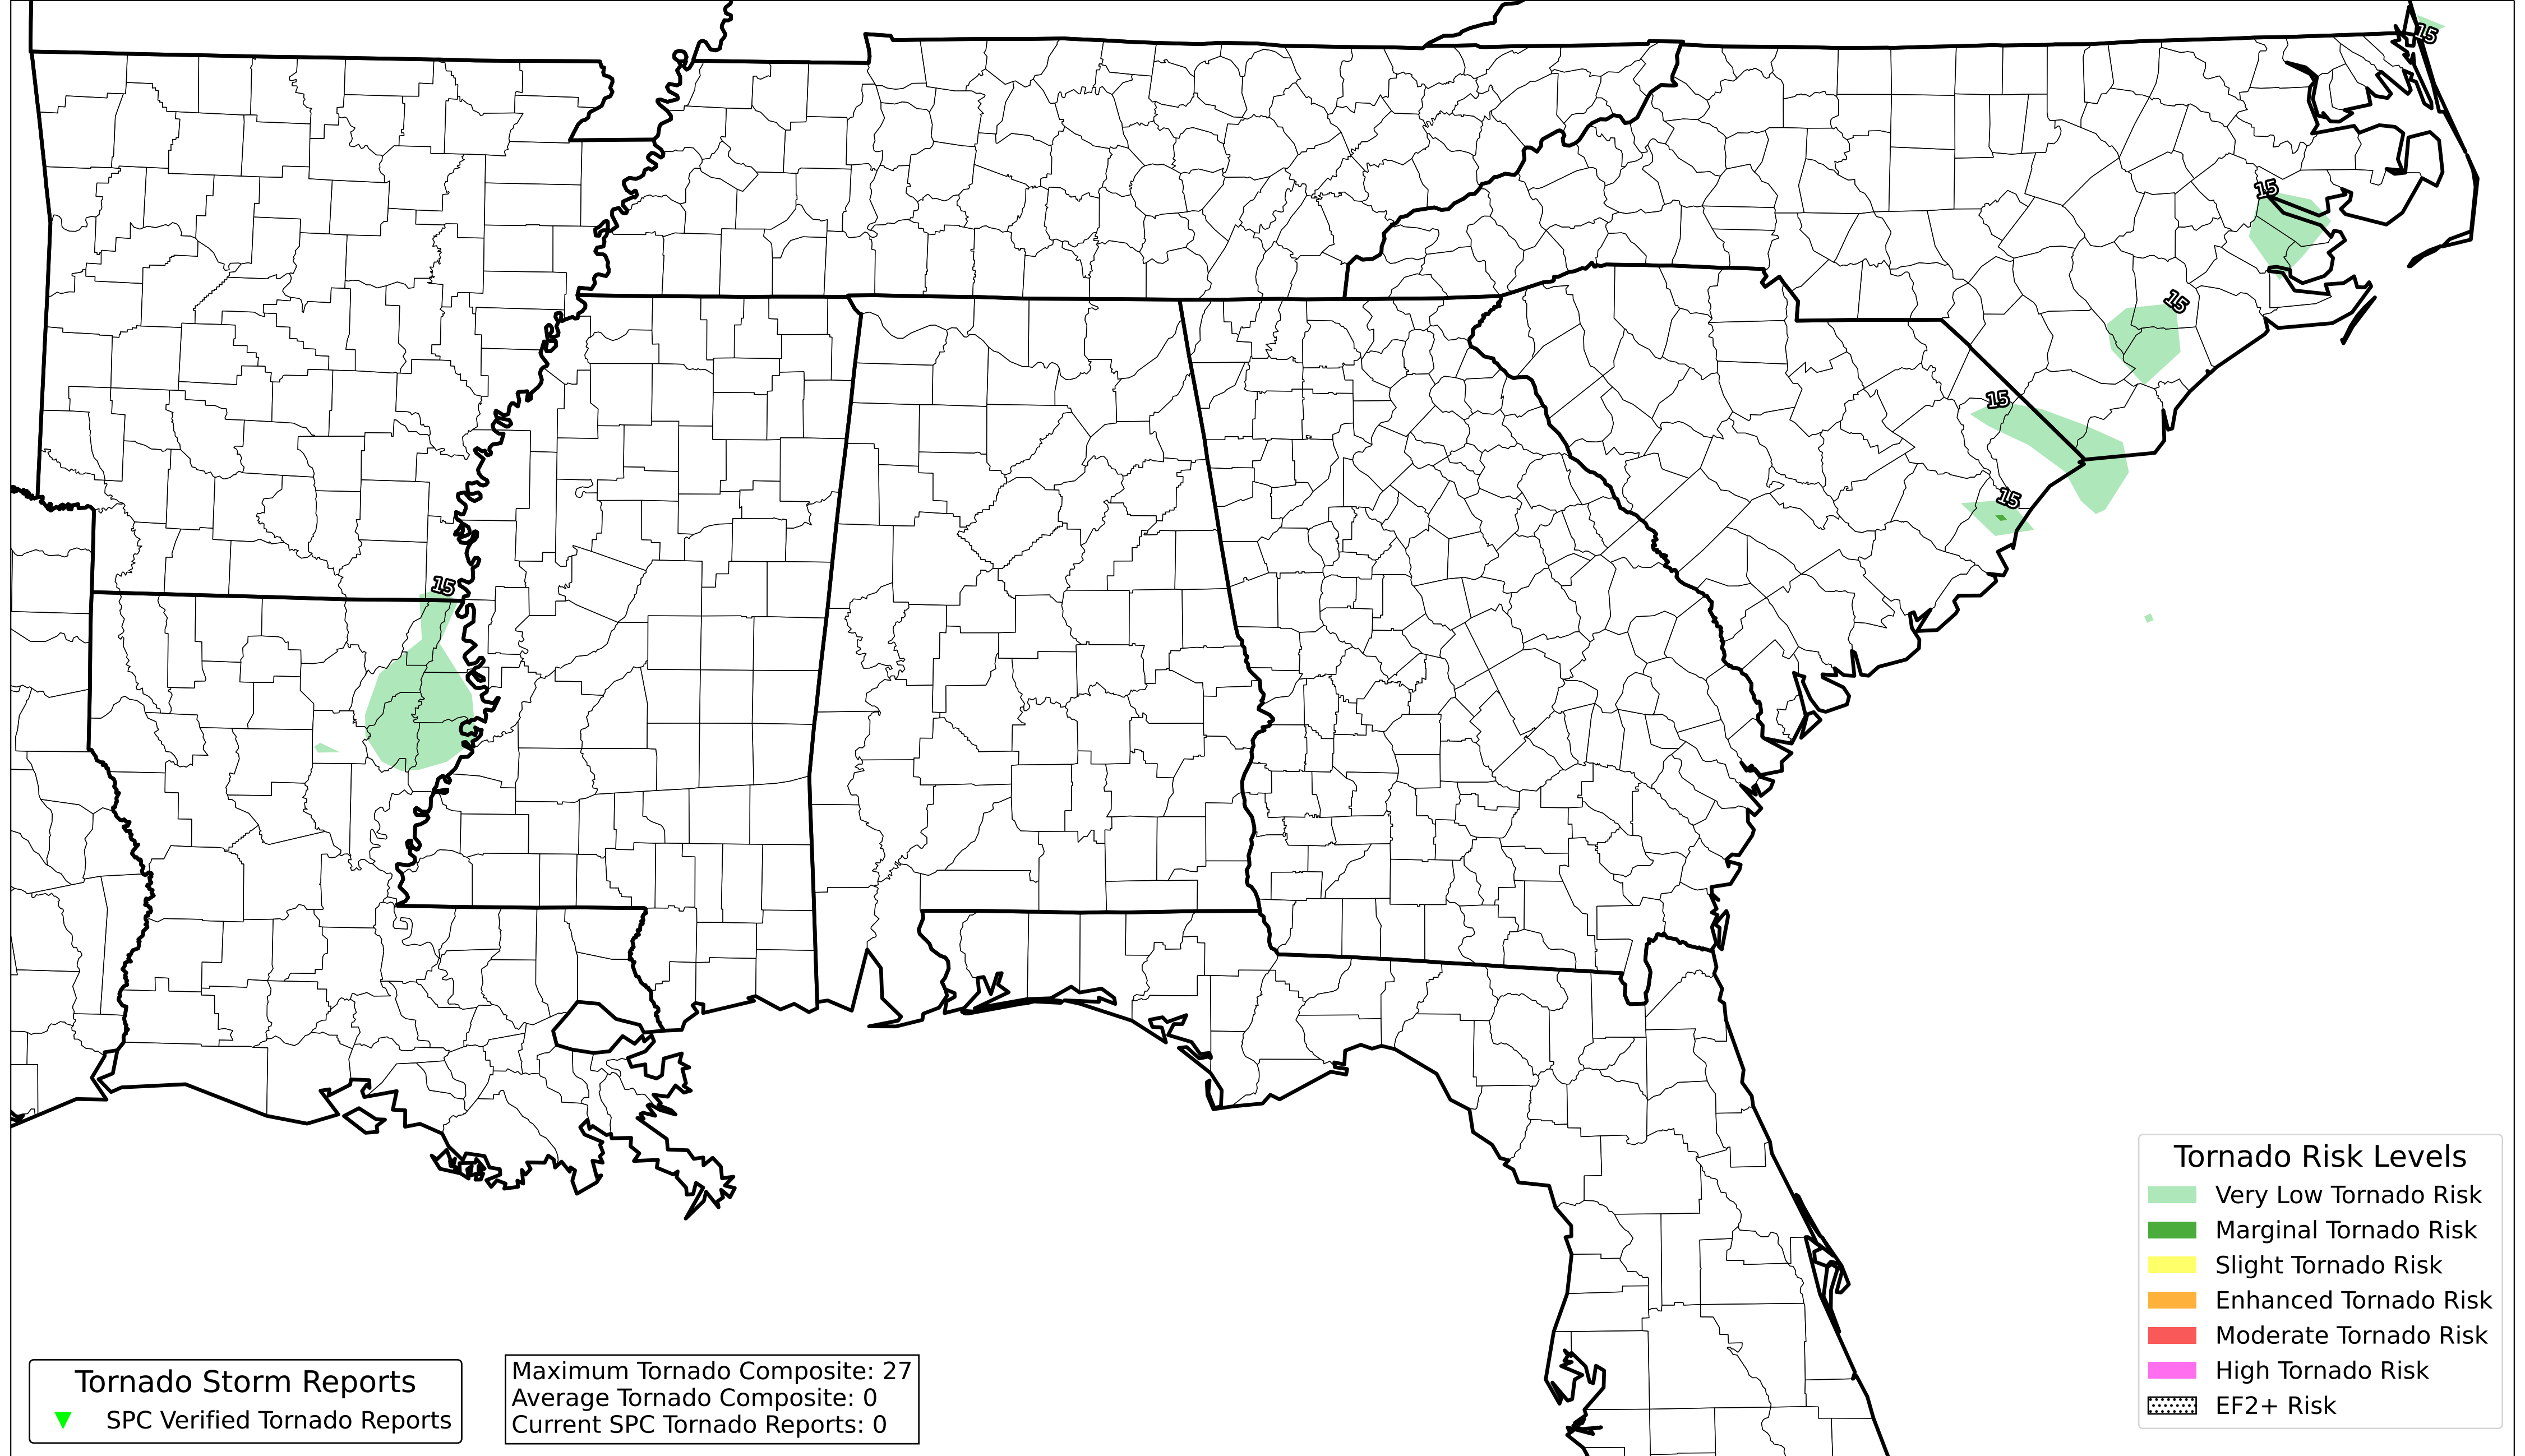 15
15
15
15
15
15
Tornado Risk Levels
Very Low Tornado Risk
Marginal Tornado Risk
Slight Tornado Risk
Enhanced Tornado Risk
Moderate Tornado Risk
High Tornado Risk
EF2+ Risk
Tornado Storm Reports
SPC Verified Tornado Reports
Maximum Tornado Composite: 27
Average Tornado Composite: 0
Current SPC Tornado Reports: 0